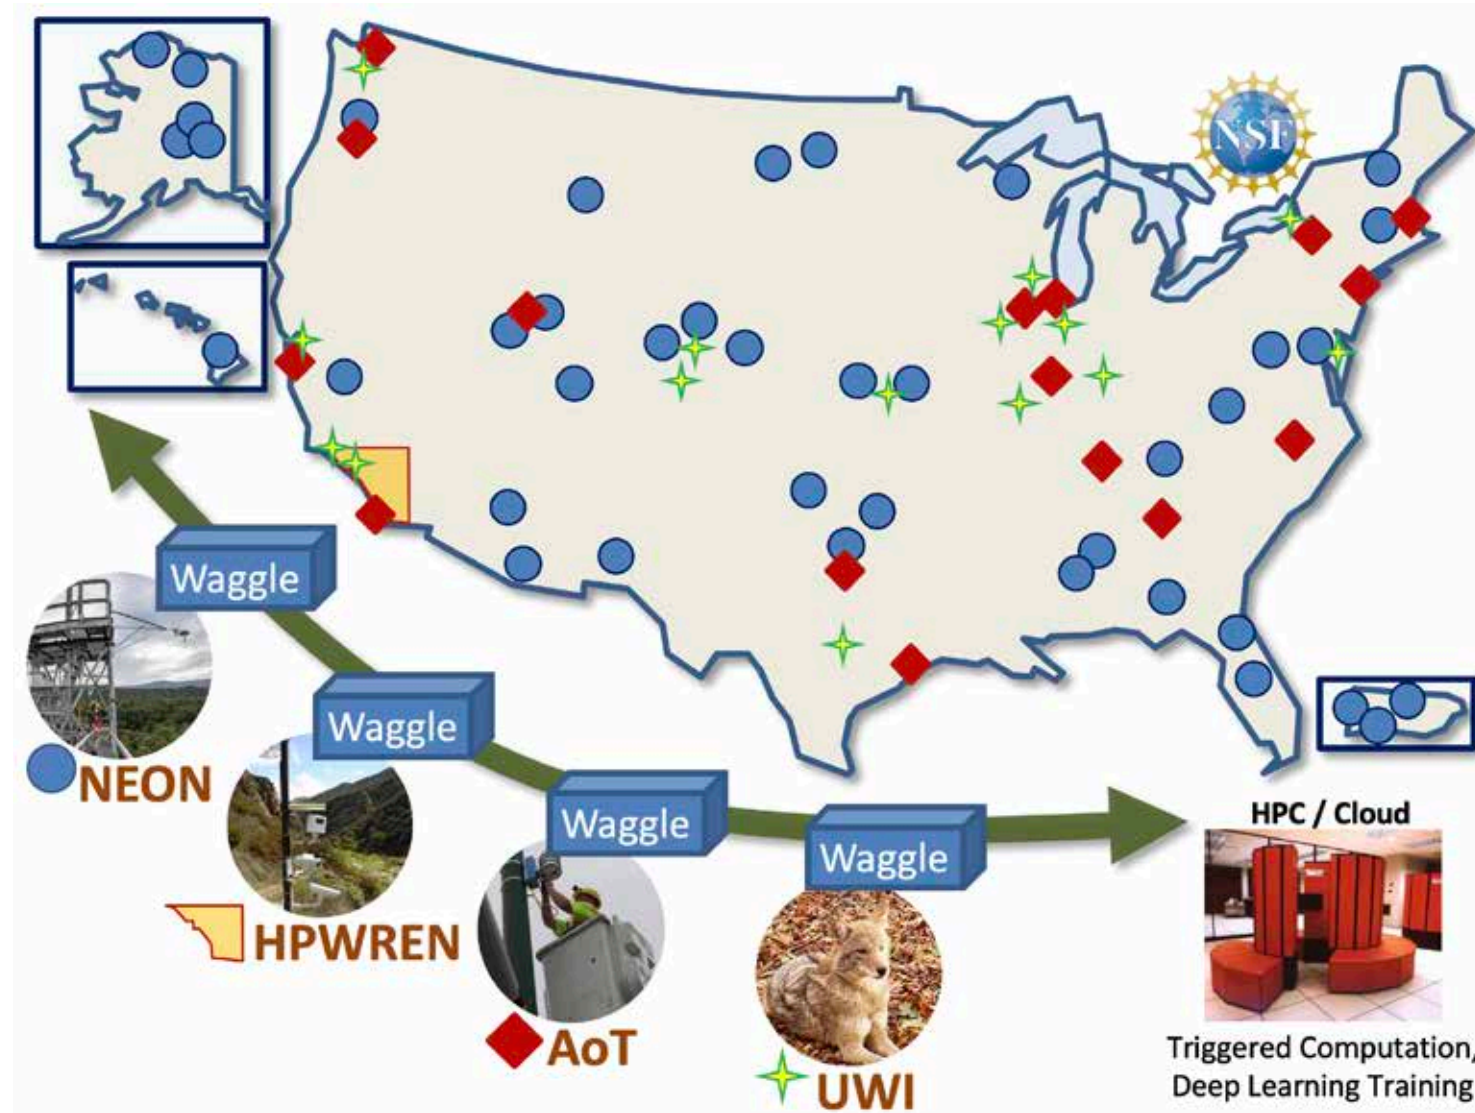 NSF
Waggle
Waggle
Waggle
Waggle
NEON
HPWREN
AoT
UWI
HPC / Cloud
Triggered Computation,
Deep Learning Training